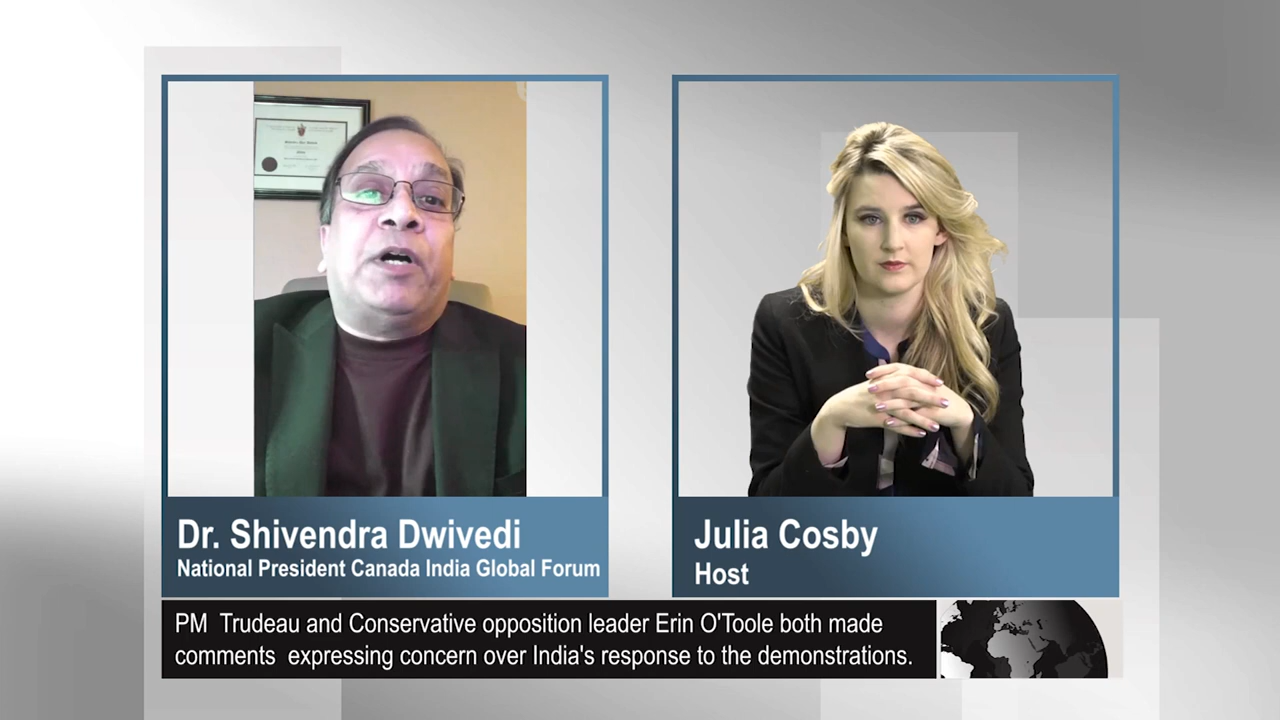 Dr. Shivendra Dwivedi
National President Canada India Global Forum
Julia Cosby
Host
PM  Trudeau and Conservative opposition leader Erin O'Toole both made
comments  expressing concern over India's response to the demonstrations.